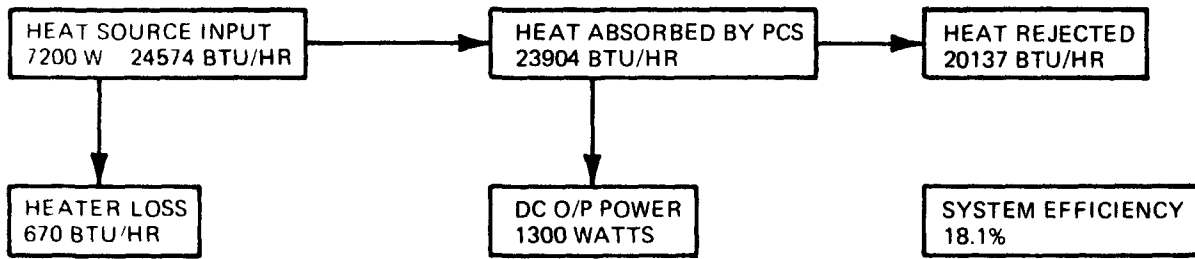 HEAT SOURCE INPUT
7200 W 24574 BTU/HR
HEAT ABSORBED BY PCS
23904 BTU/HR
HEAT REJECTED
20137 BTU/HR
HEATER LOSS
670 BTU/HR
DC O/P POWER
1300 WATTS
SYSTEM EFFICIENCY
18.1%